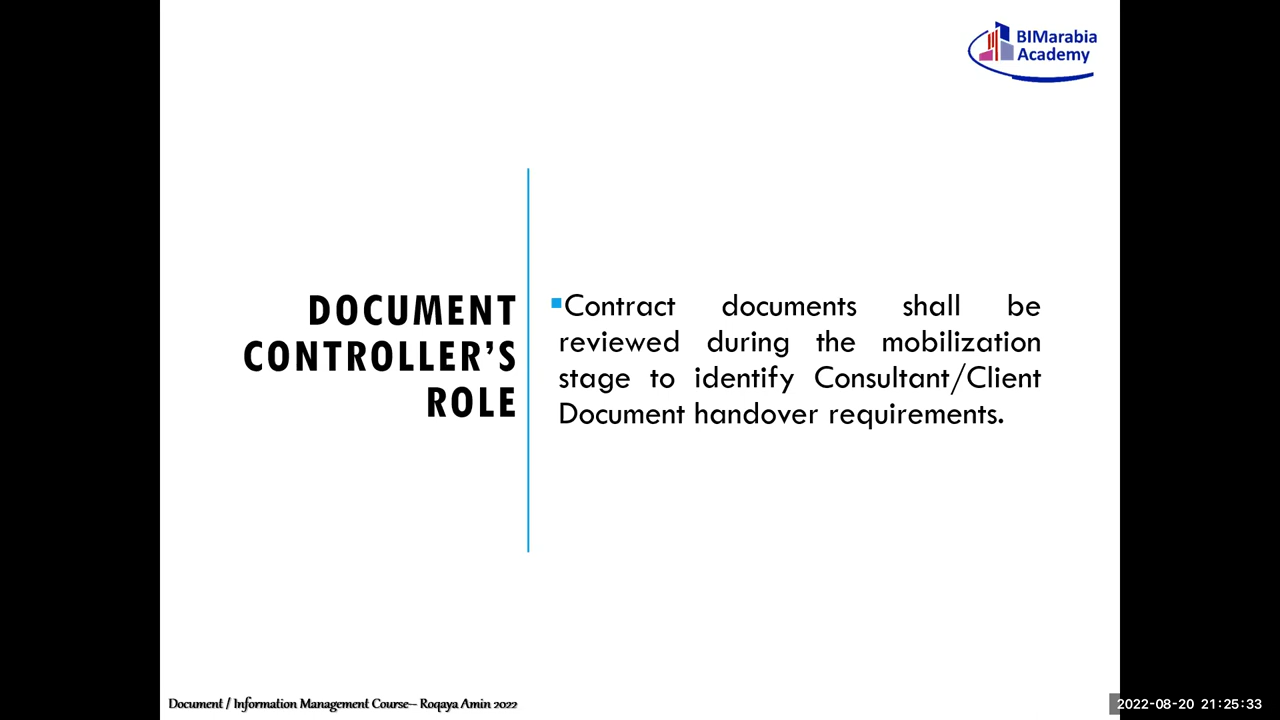 BIMarabia
Academy
DOCUMENT
CONTROLLER’S
ROLE
▪Contract documents shall be
reviewed during the mobilization
stage to identify Consultant/Client
Document handover requirements.
Document / Information Management Course– Roqaya Amin 2022
2022-08-20 21:25:33